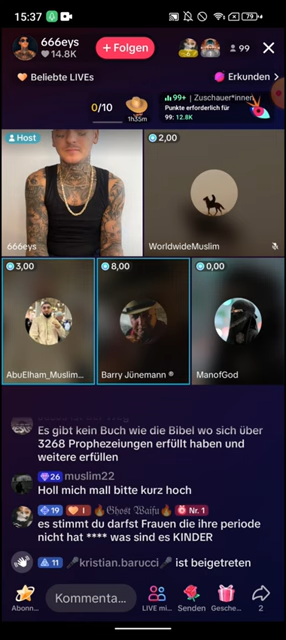 15:37
79
666eys
14.8K
+ Folgen
99
Beliebte LIVEs
Erkunden >
0/10
1h35m
99+ | Zuschauer*innen
Punkte erforderlich für
99: 12.8K
Host
2,00
666eys
WorldwideMuslim
3,00
8,00
0,00
AbuElham_Muslim...
Barry Jünemann ®
ManofGod
Es gibt kein Buch wie die Bibel wo sich über
3268 Prophezeiungen erfüllt haben und
weitere erfüllen
26 muslim22
Holl mich mall bitte kurz hoch
19 I Ghost Waifu Nr. 1
es stimmt du darfst Frauen die ihre periode
nicht hat **** was sind es KINDER
11 kristian.barucci ist beigetreten
Abonn...
Kommenta...
LIVE mi...
Senden
Gesche...
2